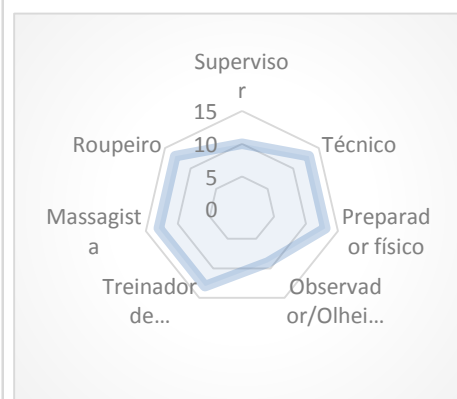 Superviso
r
Técnico
Preparad
or físico
Observad
or/Olhei...
Treinador
de...
Massagist
a
Roupeiro
15
10
5
0